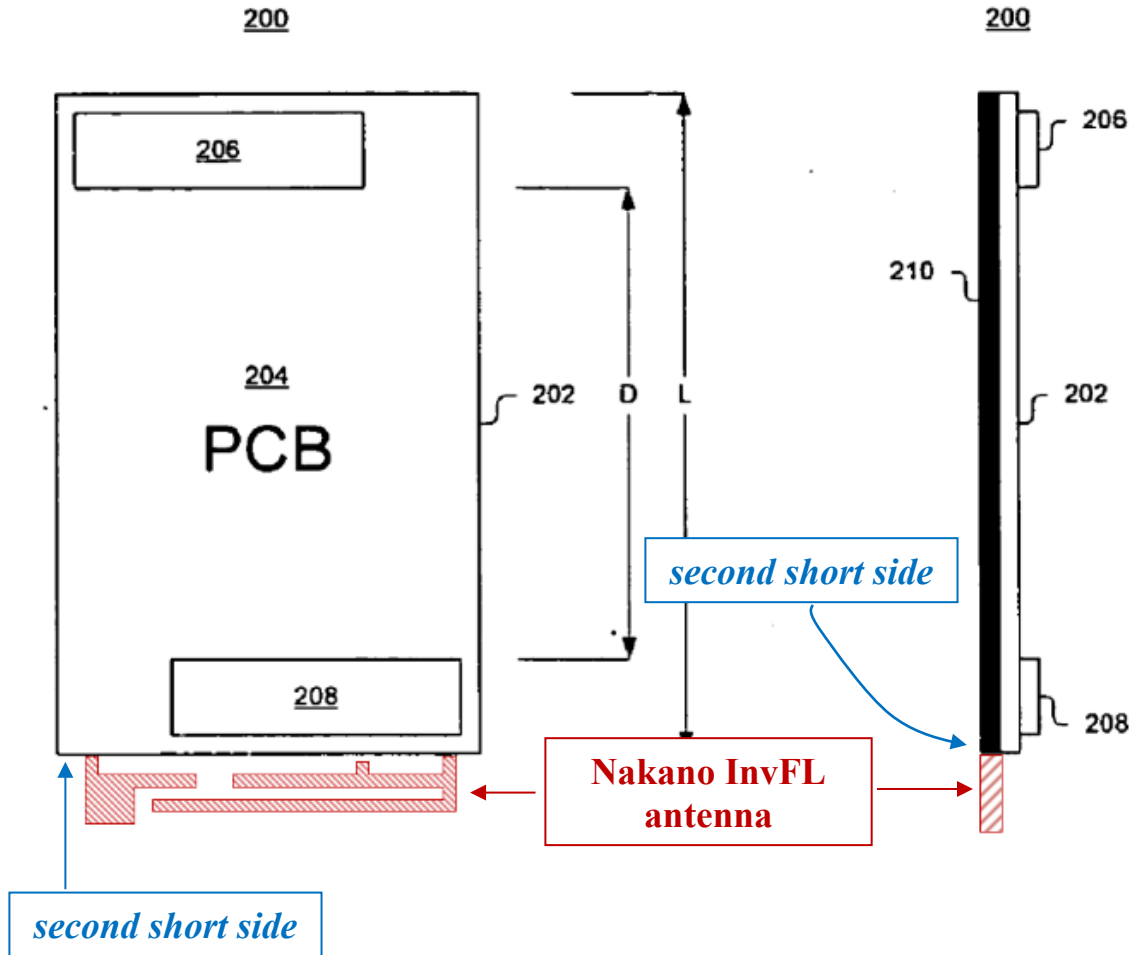 200
200
206
206
210
204
202
D
L
202
PCB
second short side
208
208
Nakano InvFL
antenna
second short side